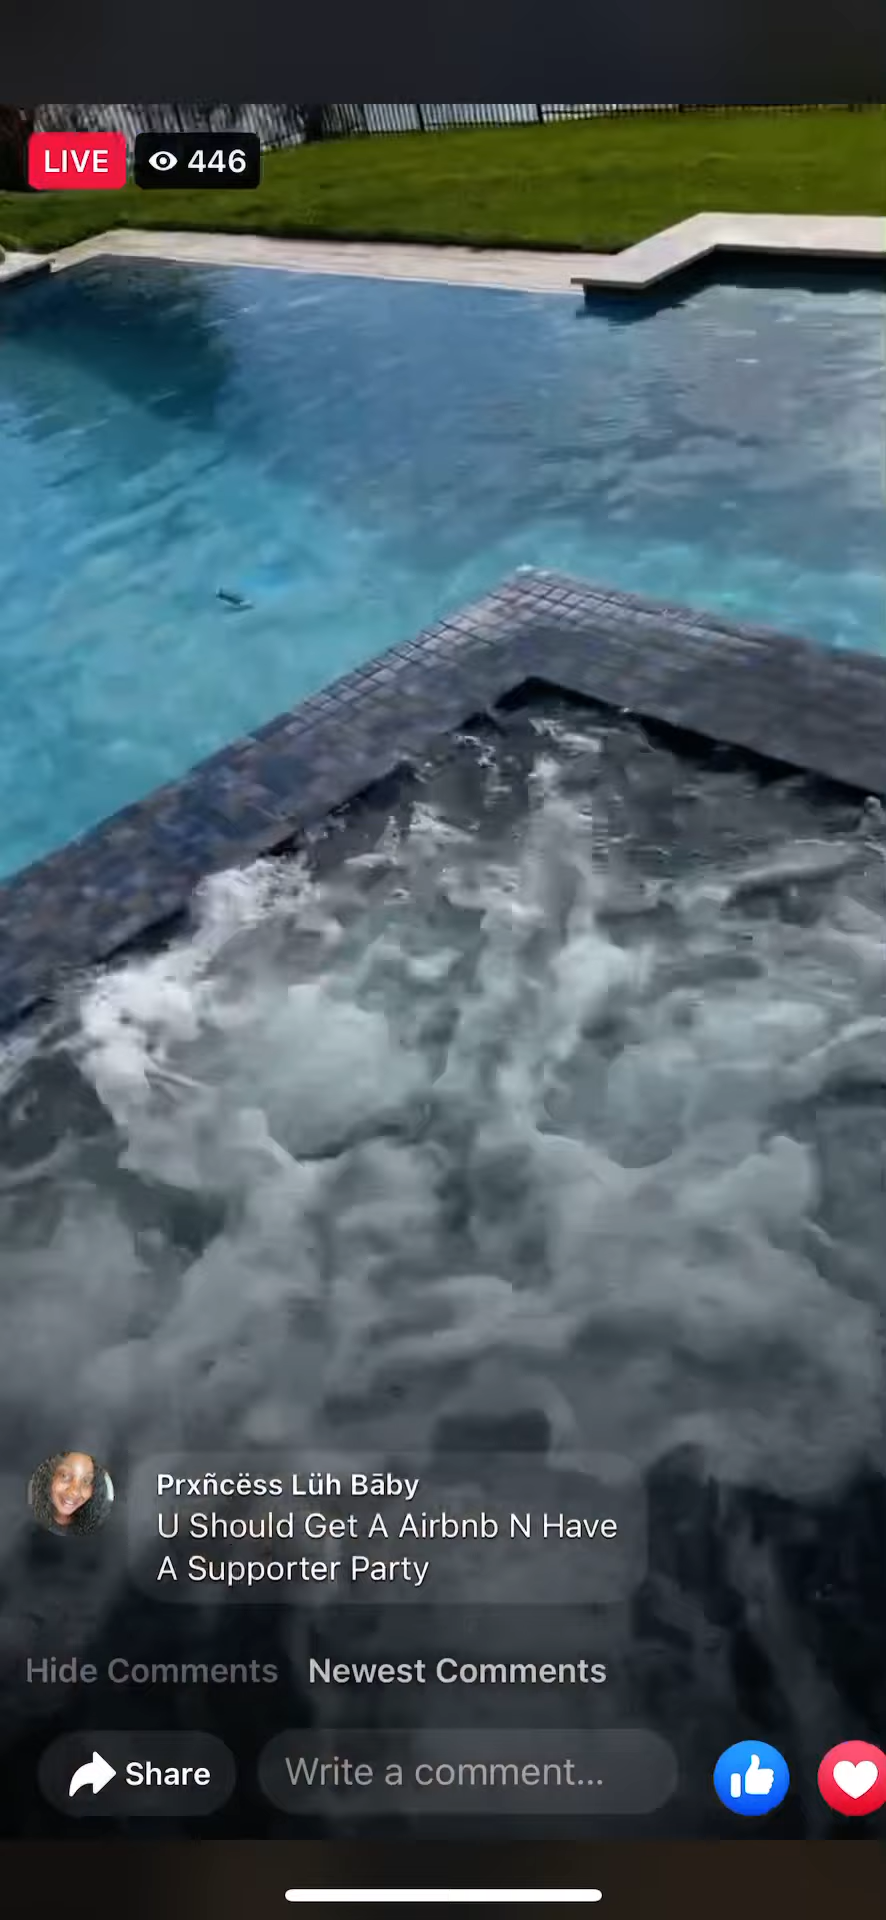 LIVE 446
Prxñcëss Lüh Bāby
U Should Get A Airbnb N Have
A Supporter Party
Hide Comments Newest Comments
Share Write a comment...